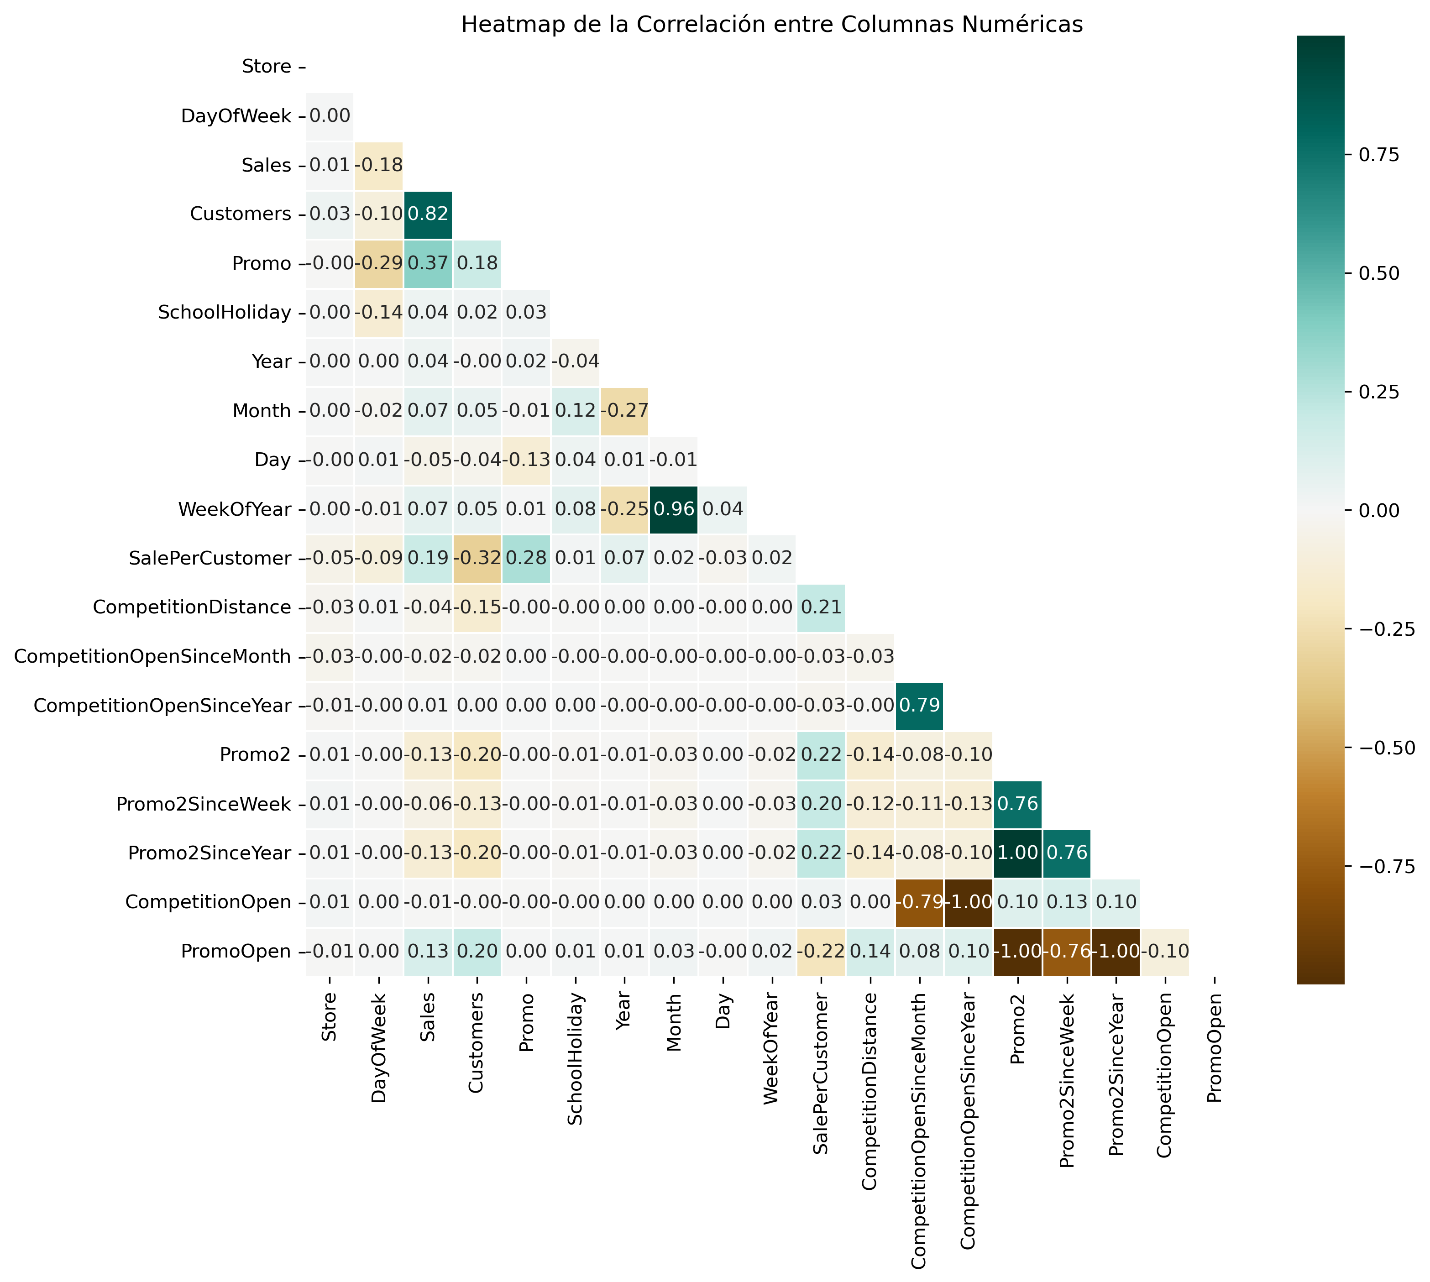 Heatmap de la Correlación entre Columnas Numéricas
Store
DayOfWeek 0.00
Sales 0.01 -0.18
Customers 0.03 -0.10 0.82
Promo -0.00 -0.29 0.37 0.18
SchoolHoliday 0.00 -0.14 0.04 0.02 0.03
Year 0.00 0.00 0.04 -0.00 0.02 -0.04
Month 0.00 -0.02 0.07 0.05 -0.01 0.12 -0.27
Day -0.00 0.01 -0.05 -0.04 -0.13 0.04 0.01 -0.01
WeekOfYear 0.00 -0.01 0.07 0.05 0.01 0.08 -0.25 0.96 0.04
SalePerCustomer -0.05 -0.09 0.19 -0.32 0.28 0.01 0.07 0.02 -0.03 0.02
CompetitionDistance -0.03 0.01 -0.04 -0.15 -0.00 -0.00 0.00 0.00 -0.00 0.00 0.21
CompetitionOpenSinceMonth -0.03 -0.00 -0.02 -0.02 0.00 -0.00 -0.00 -0.00 -0.00 -0.00 -0.03 -0.03
CompetitionOpenSinceYear -0.01 -0.00 0.01 0.00 0.00 0.00 -0.00 -0.00 -0.00 -0.00 -0.03 -0.00 0.79
Promo2 0.01 -0.00 -0.13 -0.20 -0.00 -0.01 -0.01 -0.03 0.00 -0.02 0.22 -0.14 -0.08 -0.10
Promo2SinceWeek 0.01 -0.00 -0.06 -0.13 -0.00 -0.01 -0.01 -0.03 0.00 -0.03 0.20 -0.12 -0.11 -0.13 0.76
Promo2SinceYear 0.01 -0.00 -0.13 -0.20 -0.00 -0.01 -0.01 -0.03 0.00 -0.02 0.22 -0.14 -0.08 -0.10 1.00 0.76
CompetitionOpen 0.01 0.00 -0.01 -0.00 -0.00 -0.00 0.00 0.00 0.00 0.00 0.03 0.00 -0.79 -1.00 0.10 0.13 0.10
PromoOpen -0.01 0.00 0.13 0.20 0.00 0.01 0.01 0.03 -0.00 0.02 -0.22 0.14 0.08 0.10 -1.00 -0.76 -1.00 -0.10
Store
DayOfWeek
Sales
Customers
Promo
SchoolHoliday
Year
Month
Day
WeekOfYear
SalePerCustomer
CompetitionDistance
CompetitionOpenSinceMonth
CompetitionOpenSinceYear
Promo2
Promo2SinceWeek
Promo2SinceYear
CompetitionOpen
PromoOpen
0.75
0.50
0.25
0.00
−0.25
−0.50
−0.75